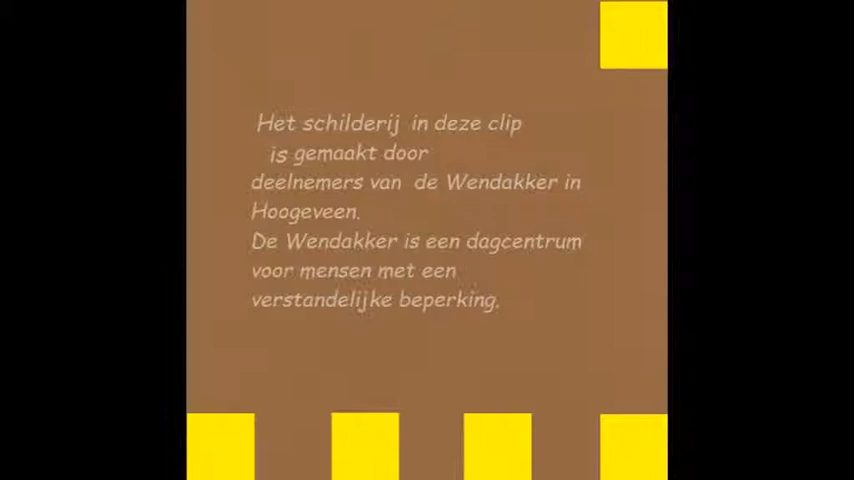 Het schilderij in deze clip
is gemaakt door
deelnemers van de Wendakker in
Hoogeveen.
De Wendakker is een dagcentrum
voor mensen met een
verstandelijke beperking.